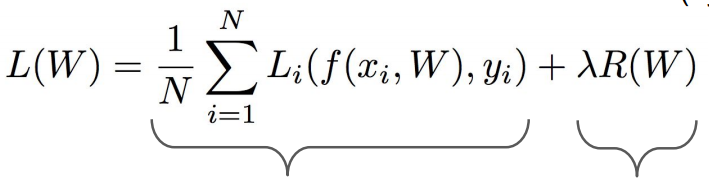 L(W) = \frac{1}{N} \sum_{i=1}^{N} L_i(f(x_i, W), y_i) + \lambda R(W)